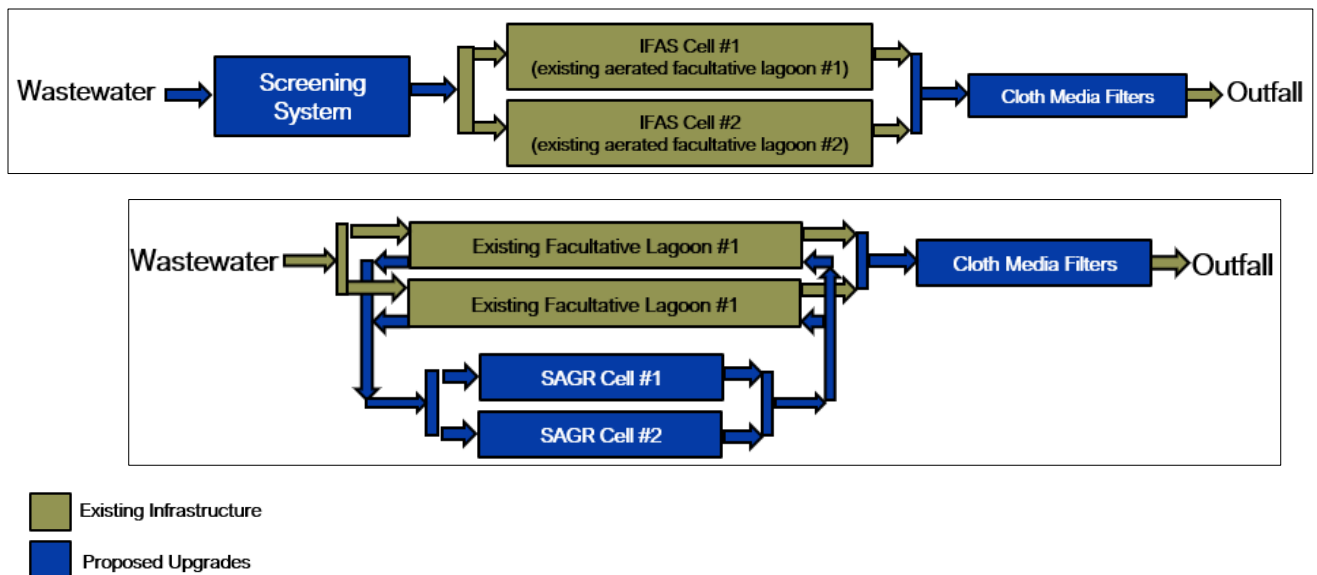 Wastewater
Screening
System
IFAS Cell #1
(existing aerated facultative lagoon #1)
IFAS Cell #2
(existing aerated facultative lagoon #2)
Cloth Media Filters
Outfall
Wastewater
Existing Facultative Lagoon #1
Existing Facultative Lagoon #1
SAGR Cell #1
SAGR Cell #2
Cloth Media Filters
Outfall
Existing Infrastructure
Proposed Upgrades